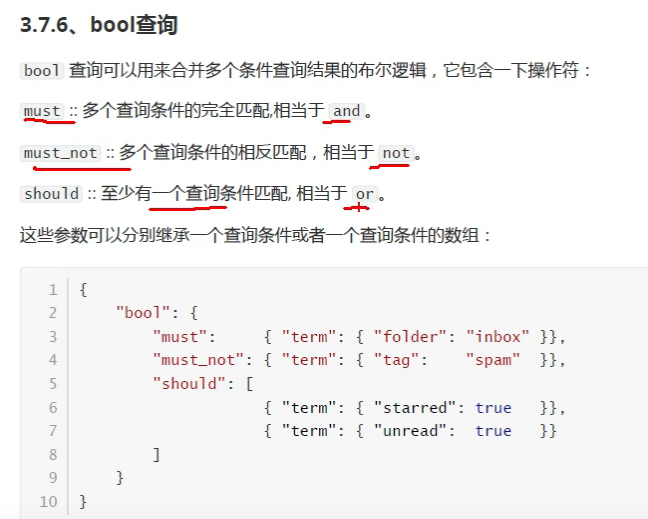 3.7.6、bool查询
bool 查询可以用来合并多个条件查询结果的布尔逻辑，它包含一下操作符：
must :: 多个查询条件的完全匹配,相当于 and 。
must_not :: 多个查询条件的相反匹配，相当于 not 。
should :: 至少有一个查询条件匹配, 相当于 or 。
这些参数可以分别继承一个查询条件或者一个查询条件的数组：
1 {
2 "bool": {
3 "must": { "term": { "folder": "inbox" }},
4 "must_not": { "term": { "tag": "spam" }},
5 "should": [
6 { "term": { "starred": true }},
7 { "term": { "unread": true }}
8 ]
9 }
10 }